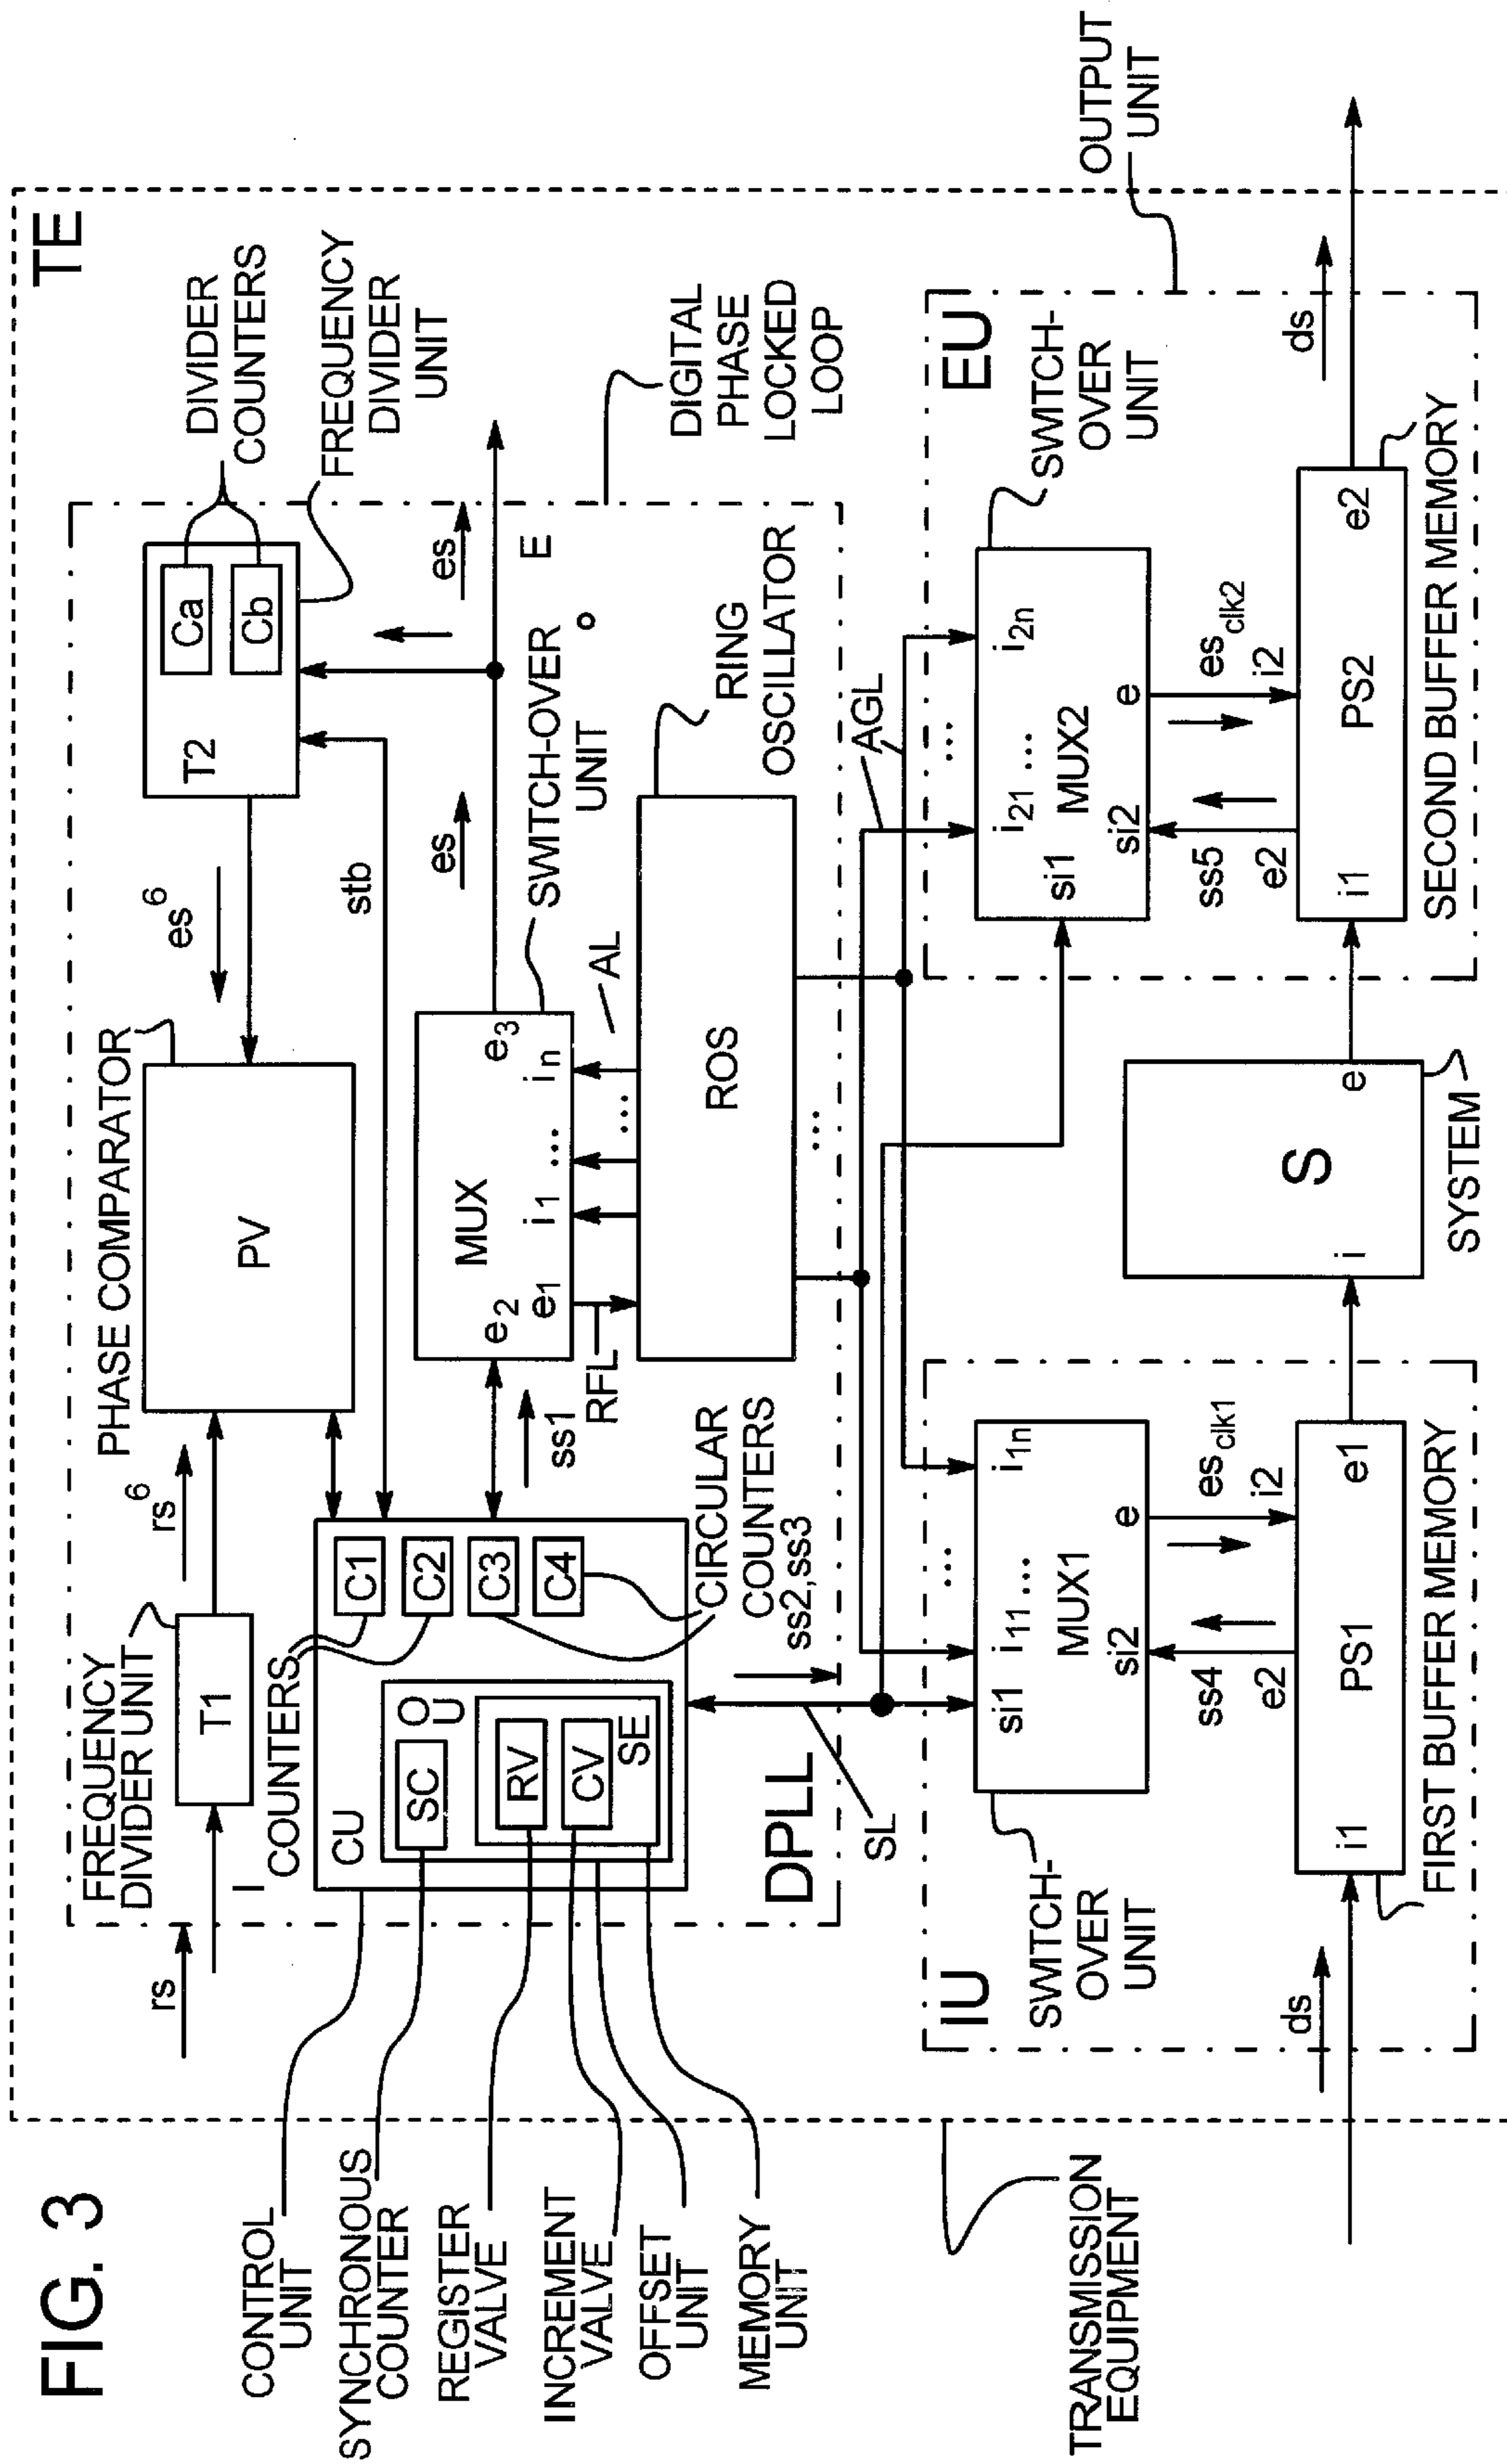 FIG. 3
TE
CONTROL
UNIT
SYNCHRONOUS
COUNTER
REGISTER
VALVE
INCREMENT
VALVE
OFFSET
UNIT
MEMORY
UNIT
TRANSMISSION
EQUIPMENT
rs
I
FREQUENCY
DIVIDER UNIT
T1
rs6
PHASE COMPARATOR
PV
es6
T2
Ca
Cb
DIVIDER
COUNTERS
FREQUENCY
DIVIDER
UNIT
stb
COUNTERS
CU
C1
C2
C3
C4
OU
SC
RV
CV
SE
CIRCULAR
COUNTERS
ss2,ss3
ss1
DPLL
SL
MUX
e2
e1
i1
...
in
e3
RFL
...
AL
es
es
E
SWITCH-OVER
UNIT
ROS
RING
OSCILLATOR
DIGITAL
PHASE
LOCKED
LOOP
...
AGL
IU
SWITCH-
OVER
UNIT
si1
i11...
i1n
...
MUX1
si2
e
ss4
e2
esclk1
i2
i1
PS1
e1
FIRST BUFFER MEMORY
ds
S
i
e
SYSTEM
EU
SWITCH-
OVER
UNIT
si1
i21 ...
i2n
...
MUX2
si2
e
ss5
e2
esclk2
i2
i1
PS2
e2
SECOND BUFFER MEMORY
ds
OUTPUT
UNIT